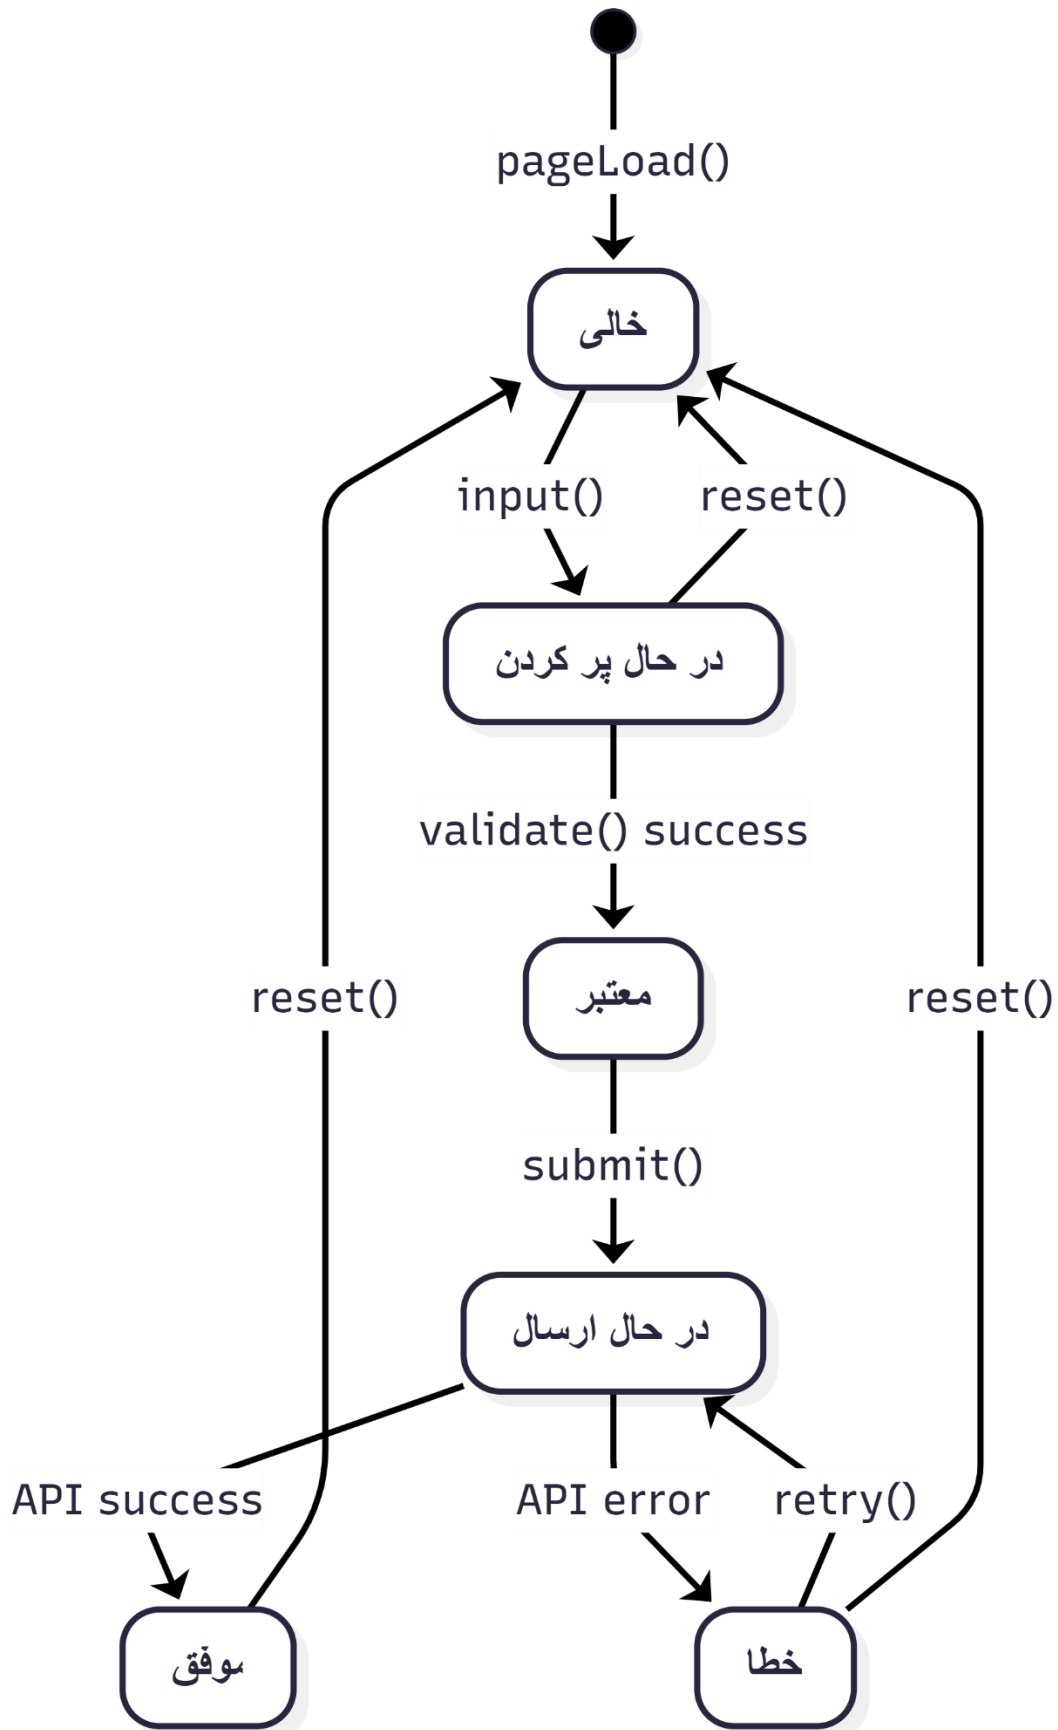 pageLoad()
خالی
input()
reset()
در حال پر کردن
validate() success
معتبر
reset()
reset()
submit()
در حال ارسال
API success
API error
retry()
موفق
خطا